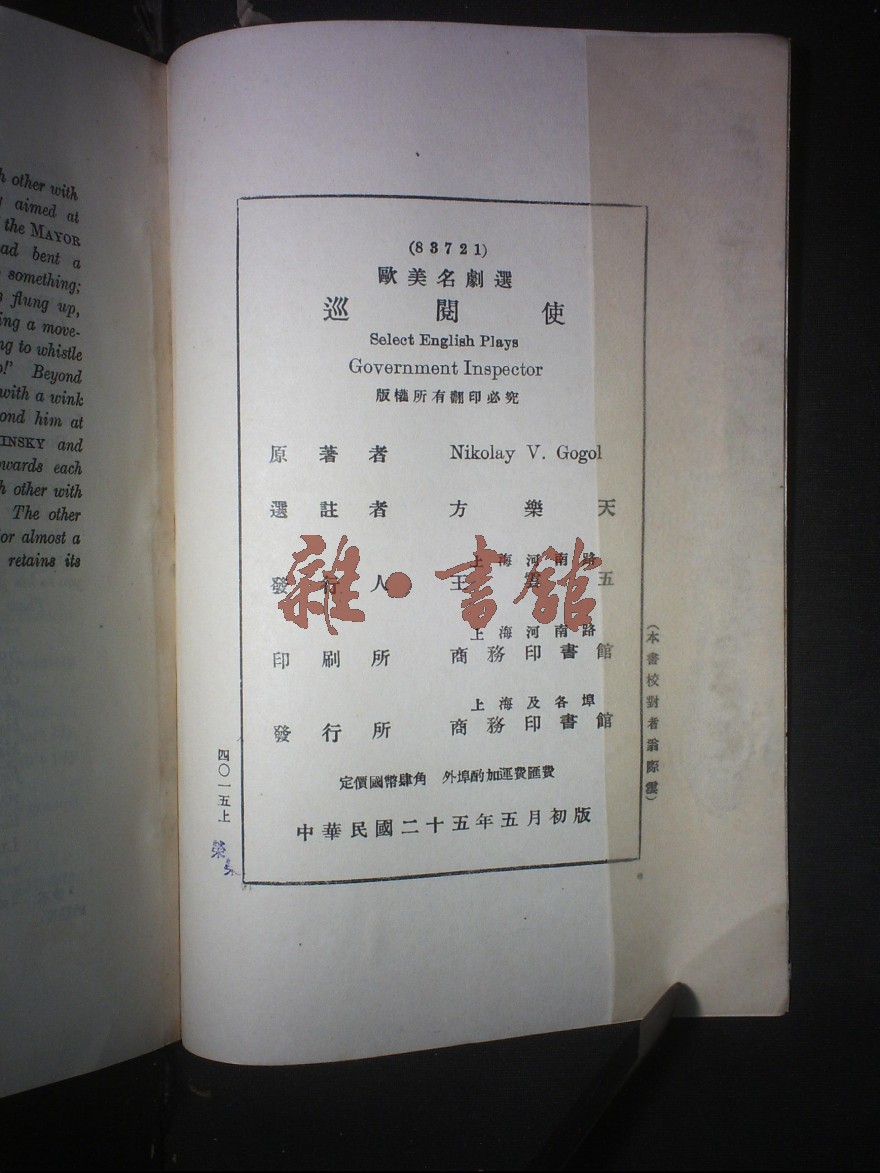 h other with
aimed at
the MAYOR
ad bent a
something;
flung up,
ing a move-
ng to whistle
Beyond
with a wink
ond him at
INSKY and
wards each
h other with
The other
or almost a
retains its
(83721)
歐美名劇選
巡閱使
Select English Plays
Government Inspector
版權所有翻印必究
原著者 Nikolay V. Gogol
選註者 方樂天
上海河南路
發行人 王雲五
上海河南路
印刷所 商務印書館
上海及各埠
發行所 商務印書館
定價國幣肆角 外埠酌加運費匯費
中華民國二十五年五月初版
(本書校對者翁際雲)
四〇一五上
雜·書館